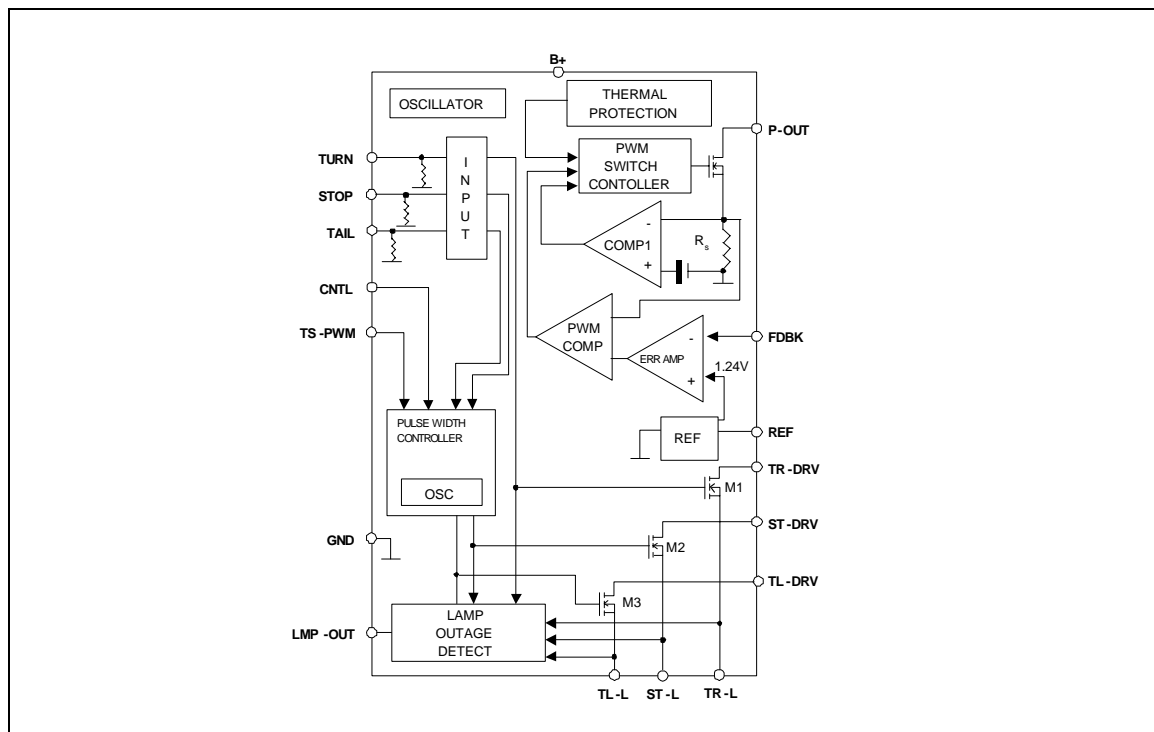 B+
OSCILLATOR
THERMAL
PROTECTION
P-OUT
TURN
STOP
TAIL
I
N
P
U
T
PWM
SWITCH
CONTOLLER
-
COMP1
+
Rs
CNTL
TS-PWM
PWM
COMP
-
ERR AMP
+
1.24V
FDBK
REF
REF
PULSE WIDTH
CONTROLLER
OSC
TR-DRV
M1
GND
ST-DRV
M2
TL-DRV
M3
LMP-OUT
LAMP
OUTAGE
DETECT
TL-L
ST-L
TR-L